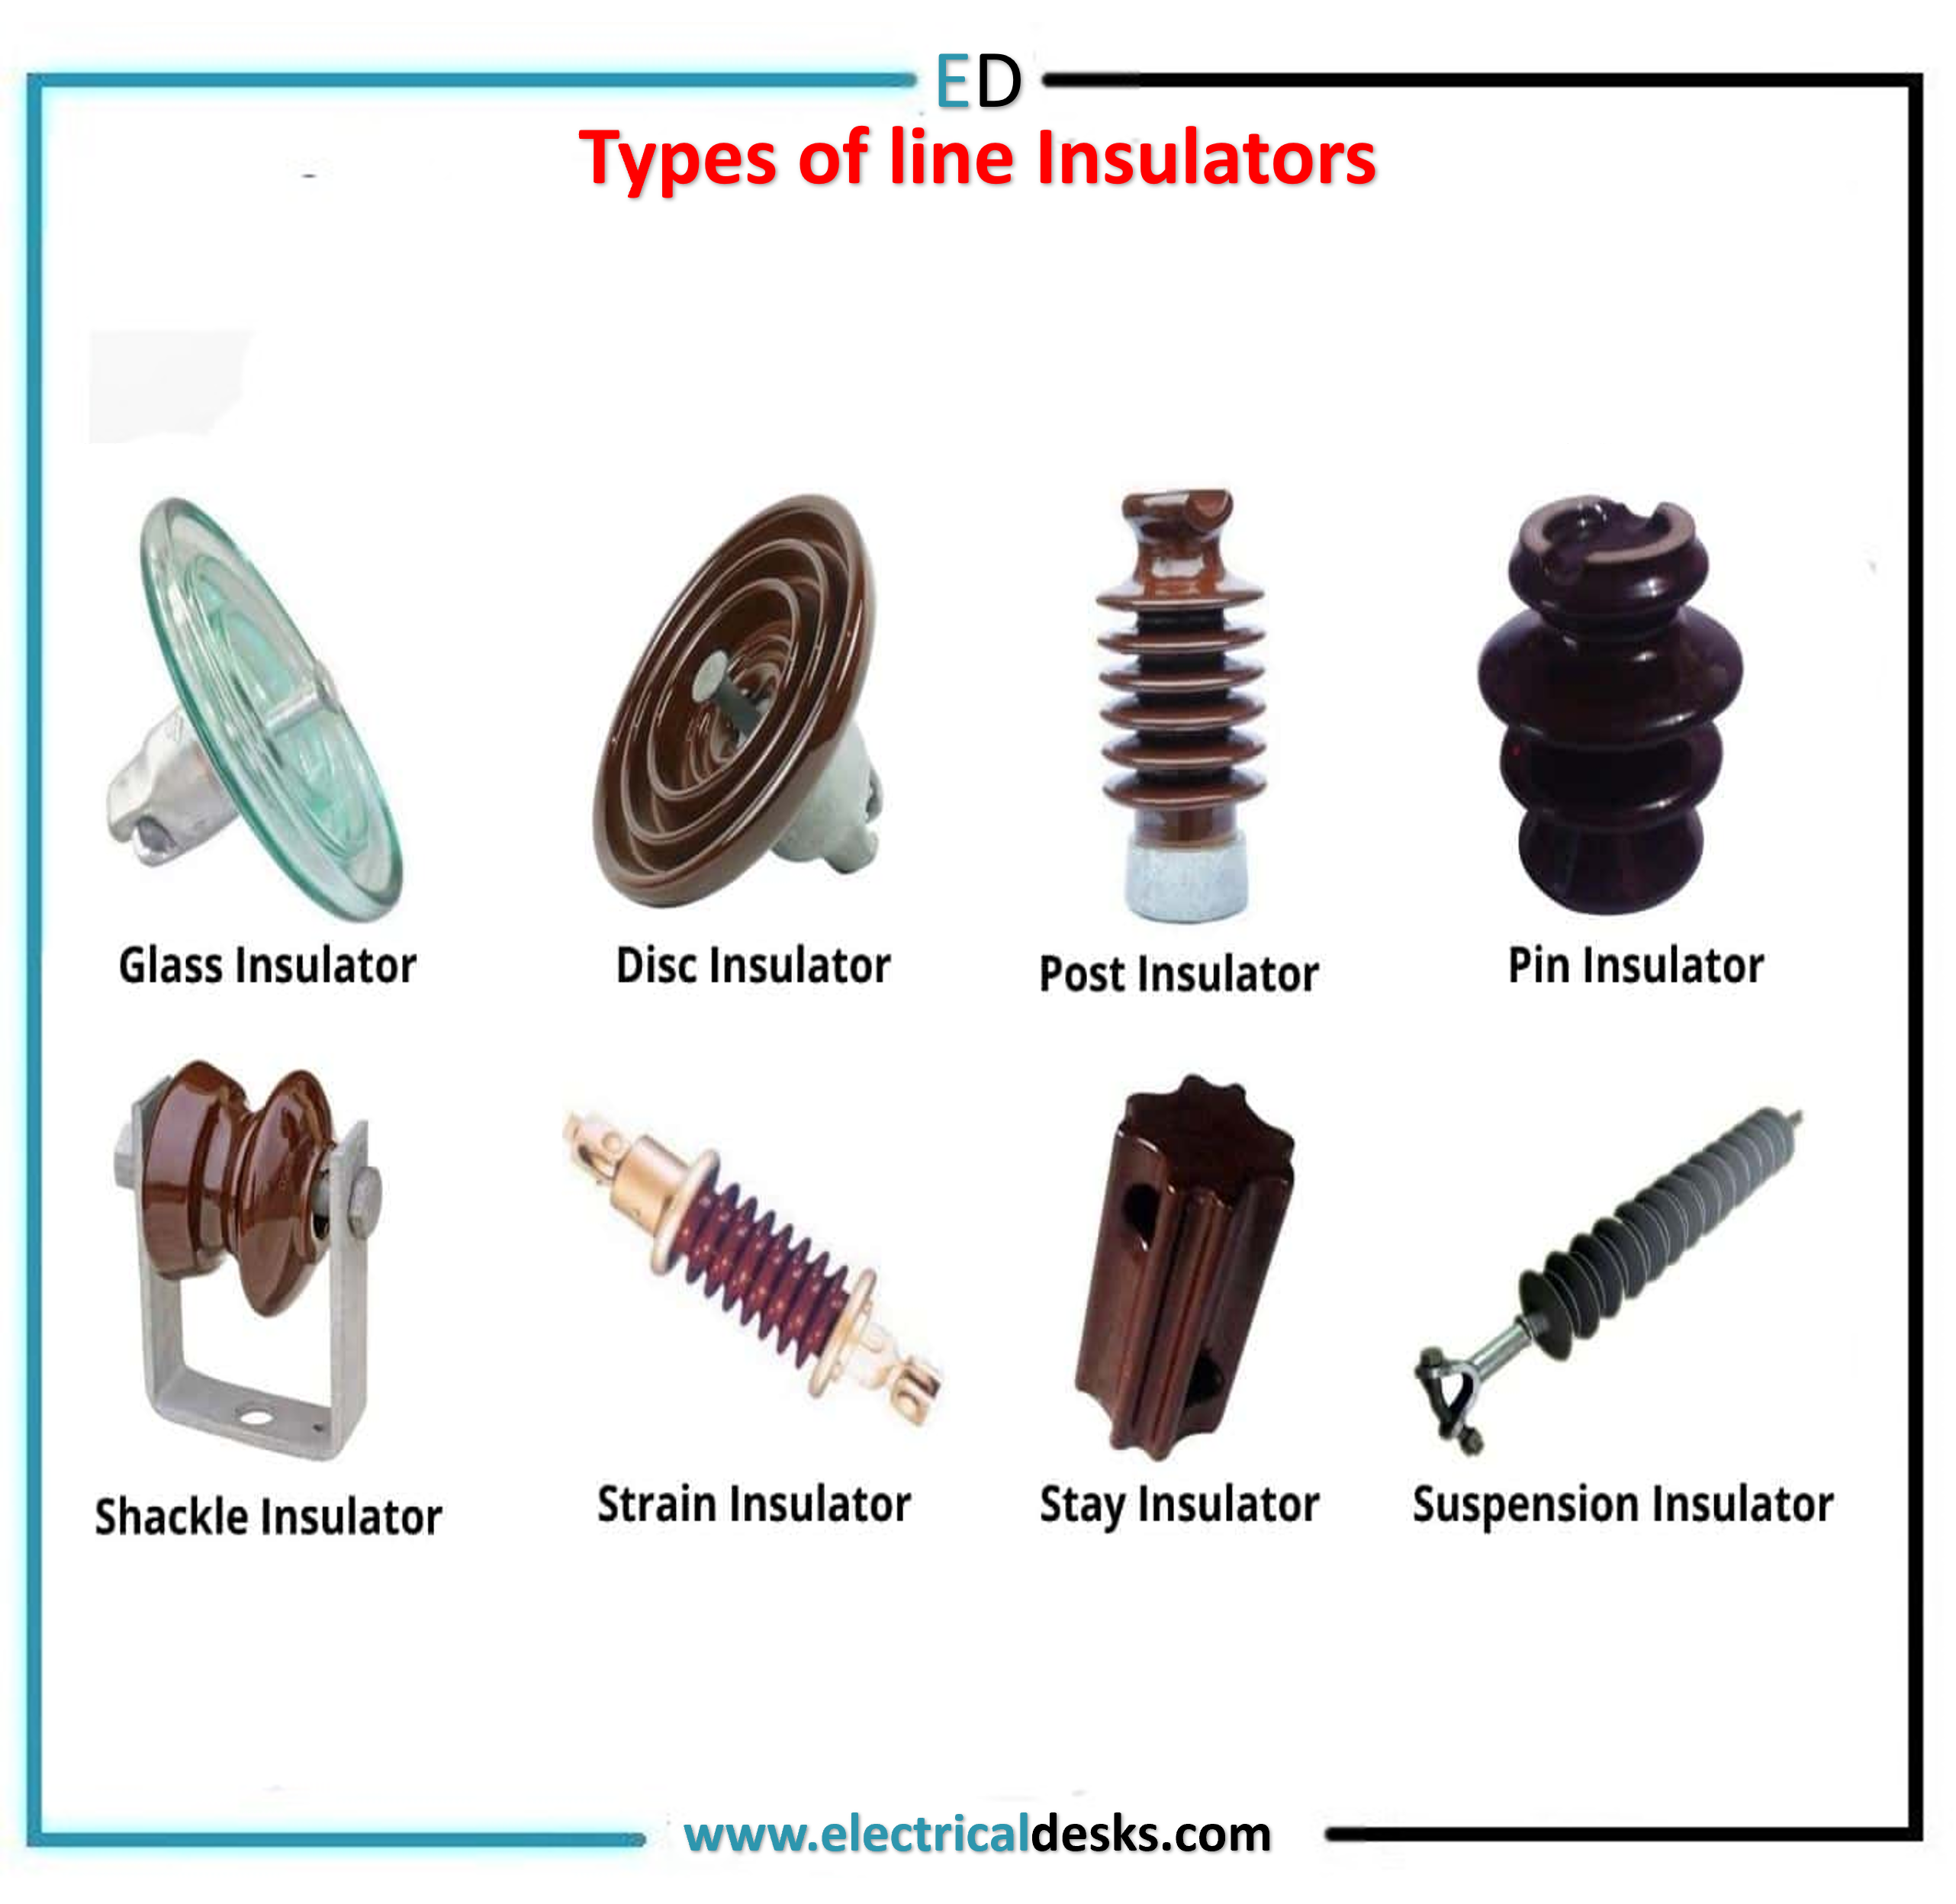 ED
Types of line Insulators
Glass Insulator
Disc Insulator
Post Insulator
Pin Insulator
Shackle Insulator
Strain Insulator
Stay Insulator
Suspension Insulator
www.electricaldesks.com